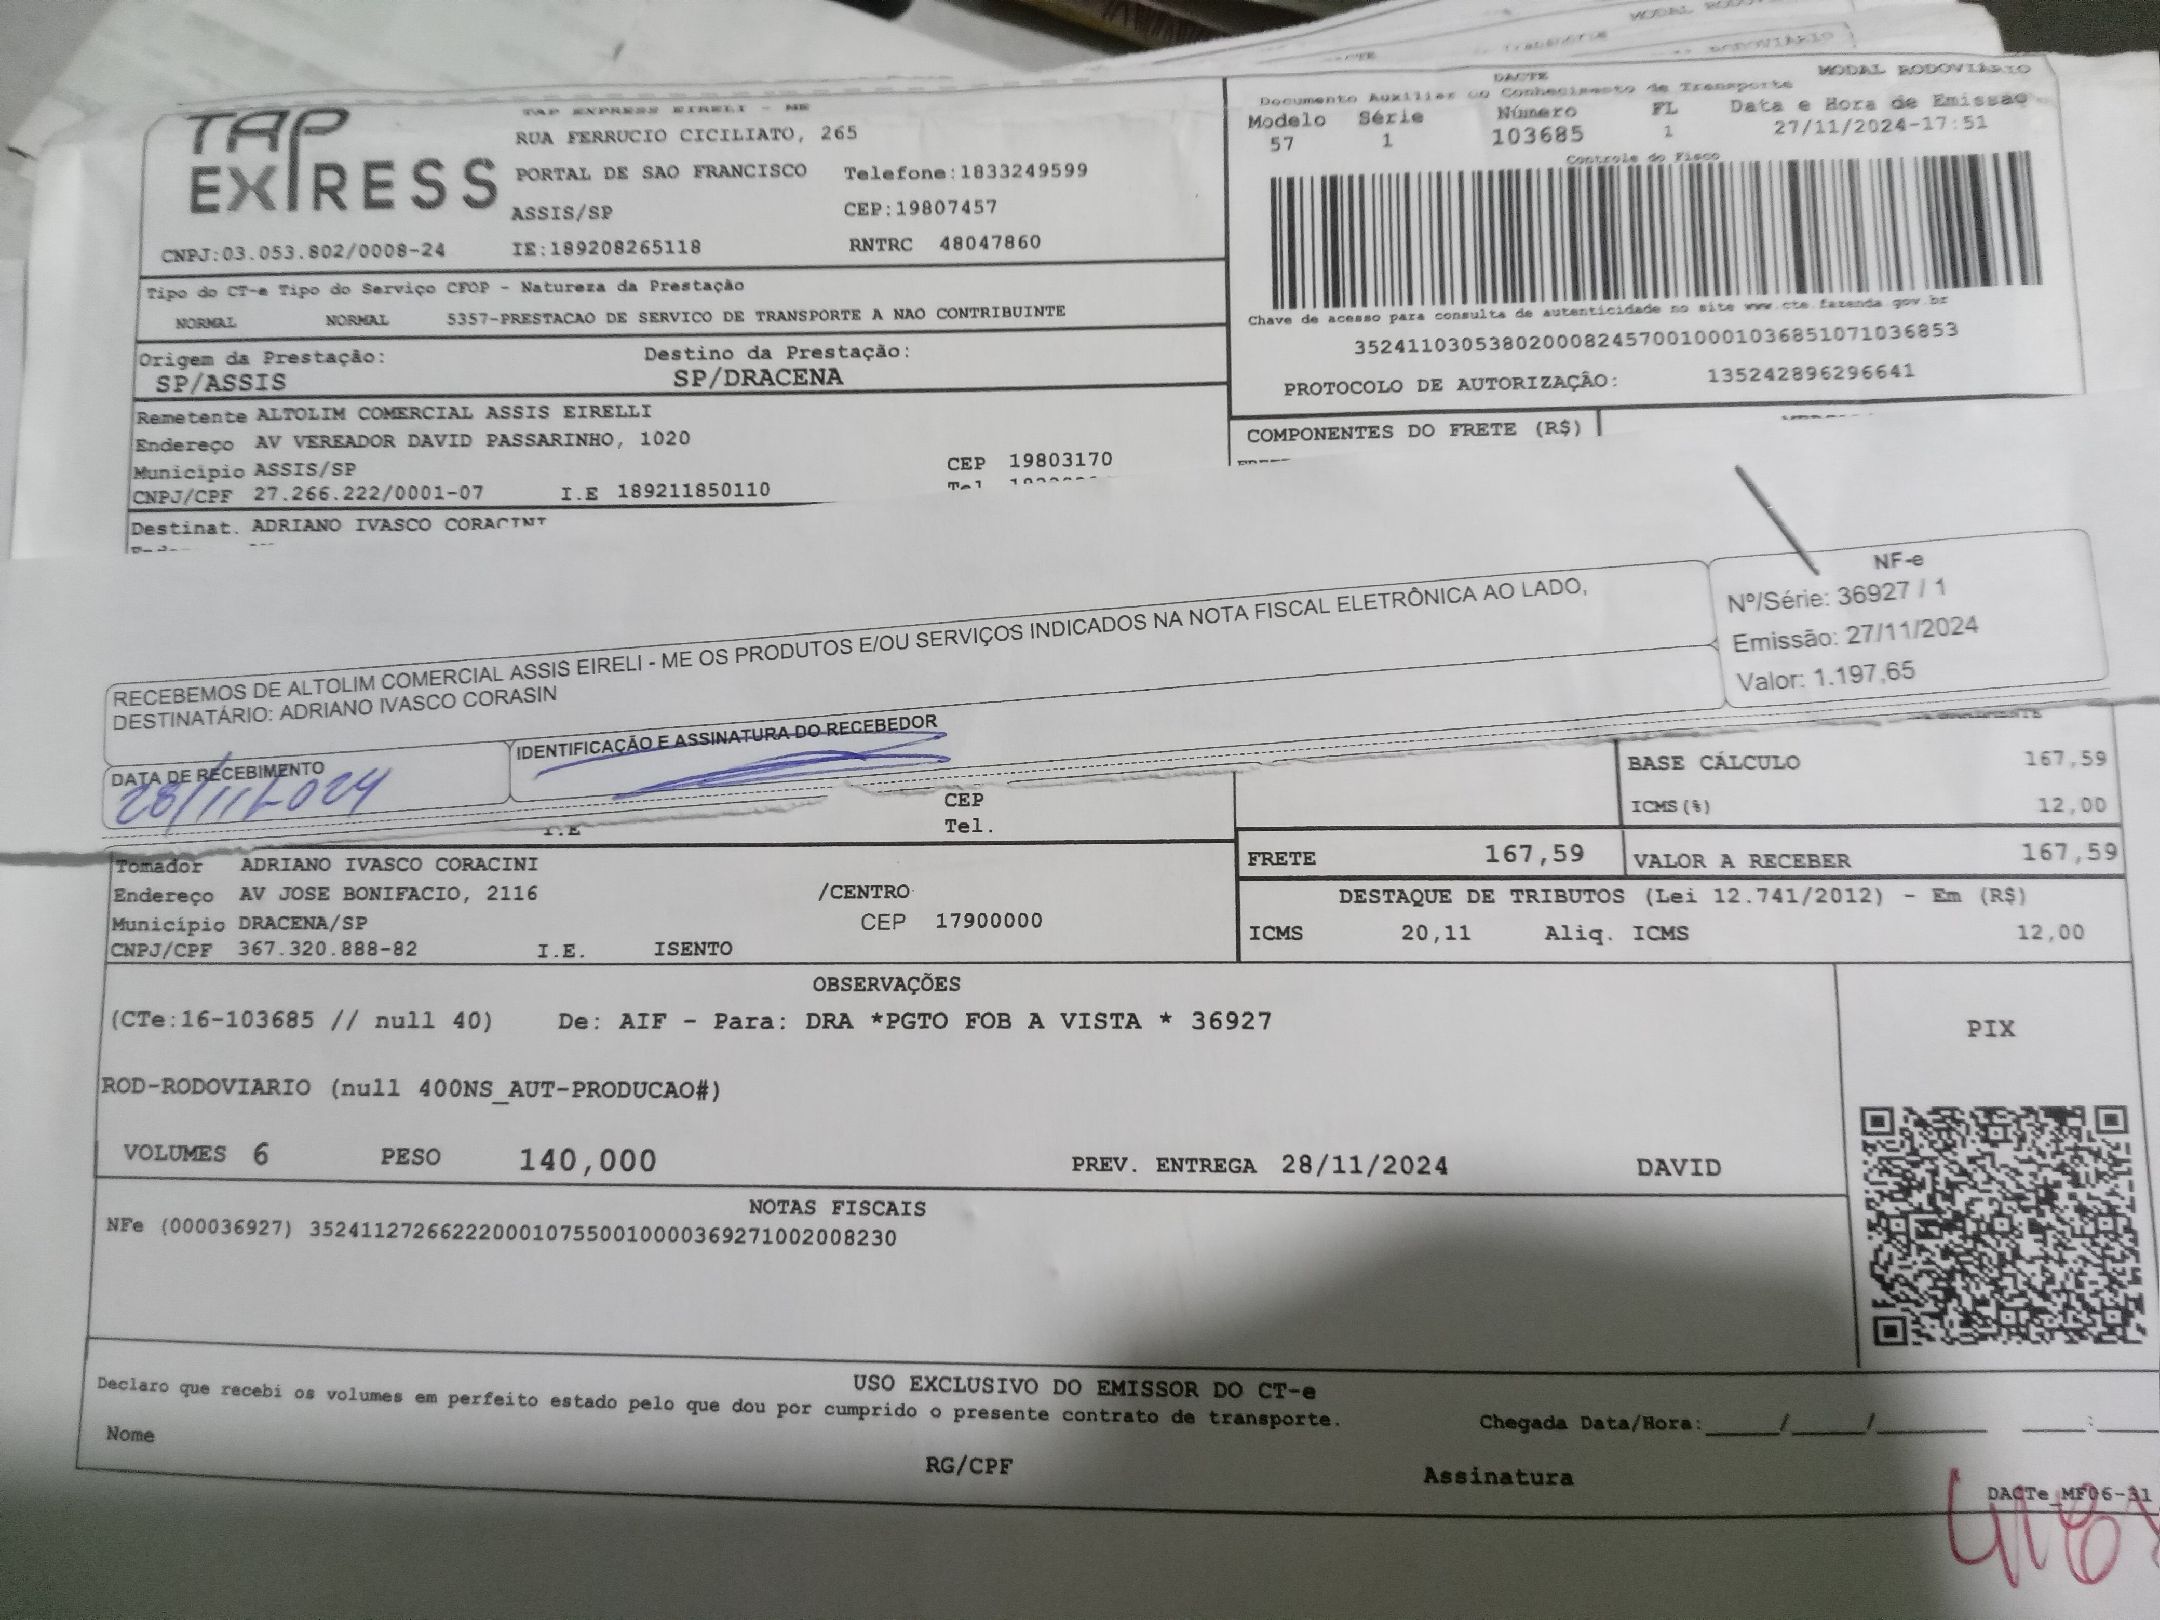 TAP EXPRESS
TAP EXPRESS EIRELI - ME
RUA FERRUCIO CICILIATO, 265
PORTAL DE SAO FRANCISCO Telefone:1833249599
ASSIS/SP CEP:19807457
CNPJ:03.053.802/0008-24 IE:189208265118 RNTRC 48047860
DACTE MODAL RODOVIÁRIO
Documento Auxiliar do Conhecimento de Transporte
Modelo Série Número FL Data e Hora de Emissão
57 1 103685 1 27/11/2024-17:51
Controle do Fisco
Chave de acesso para consulta de autenticidade no site www.cte.fazenda.gov.br
35241103053802000824570010001036851071036853
PROTOCOLO DE AUTORIZAÇÃO: 135242896296641
Tipo do CT-e Tipo do Serviço CFOP - Natureza da Prestação
NORMAL NORMAL 5357-PRESTACAO DE SERVICO DE TRANSPORTE A NAO CONTRIBUINTE
Origem da Prestação: Destino da Prestação:
SP/ASSIS SP/DRACENA
Remetente ALTOLIM COMERCIAL ASSIS EIRELLI
Endereço AV VEREADOR DAVID PASSARINHO, 1020
Município ASSIS/SP CEP 19803170
CNPJ/CPF 27.266.222/0001-07 I.E 189211850110 Tel
COMPONENTES DO FRETE (R$)
Destinat. ADRIANO IVASCO CORACINI
RECEBEMOS DE ALTOLIM COMERCIAL ASSIS EIRELI - ME OS PRODUTOS E/OU SERVIÇOS INDICADOS NA NOTA FISCAL ELETRÔNICA AO LADO,
DESTINATÁRIO: ADRIANO IVASCO CORASIN
NF-e
Nº/Série: 36927 / 1
Emissão: 27/11/2024
Valor: 1.197,65
DATA DE RECEBIMENTO
28/11/2024
IDENTIFICAÇÃO E ASSINATURA DO RECEBEDOR
I.E CEP
Tel.
BASE CÁLCULO 167,59
ICMS(%) 12,00
FRETE 167,59 VALOR A RECEBER 167,59
Tomador ADRIANO IVASCO CORACINI
Endereço AV JOSE BONIFACIO, 2116 /CENTRO
Município DRACENA/SP CEP 17900000
CNPJ/CPF 367.320.888-82 I.E. ISENTO
DESTAQUE DE TRIBUTOS (Lei 12.741/2012) - Em (R$)
ICMS 20,11 Aliq. ICMS 12,00
OBSERVAÇÕES
(CTe:16-103685 // null 40) De: AIF - Para: DRA *PGTO FOB A VISTA * 36927
ROD-RODOVIARIO (null 400NS_AUT-PRODUCAO#)
PIX
VOLUMES 6 PESO 140,000 PREV. ENTREGA 28/11/2024 DAVID
NOTAS FISCAIS
NFe (000036927) 35241127266222000107550010000369271002008230
USO EXCLUSIVO DO EMISSOR DO CT-e
Declaro que recebi os volumes em perfeito estado pelo que dou por cumprido o presente contrato de transporte.
Chegada Data/Hora:_____/_____/_______ ____:____
Nome RG/CPF Assinatura
DACTe_MF06-31